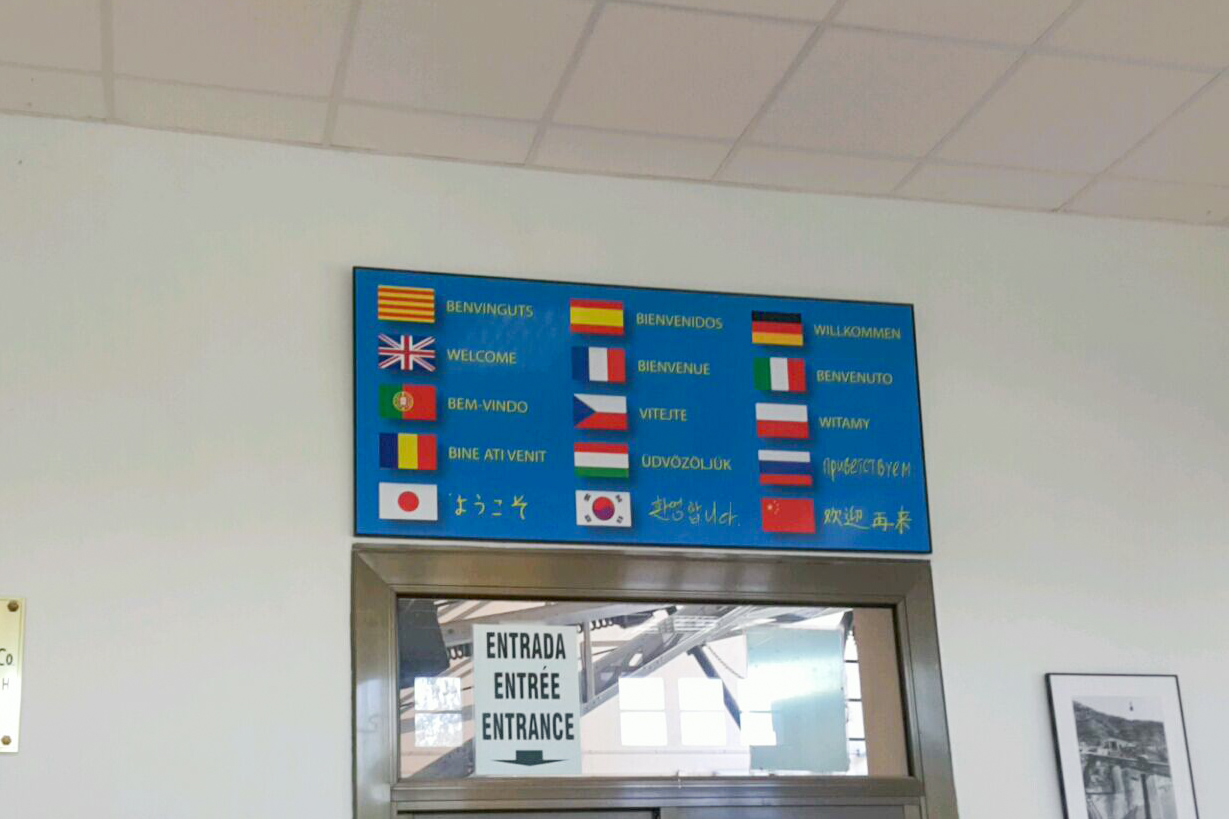 BENVINGUTS
BIENVENIDOS
WILLKOMMEN
WELCOME
BIENVENUE
BENVENUTO
BEM-VINDO
VITEJTE
WITAMY
BINE ATI VENIT
ÜDVÖZÖLJÜK
приветствуем
ようこそ
환영합니다.
欢迎再来
ENTRADA
ENTRÉE
ENTRANCE
Co
H